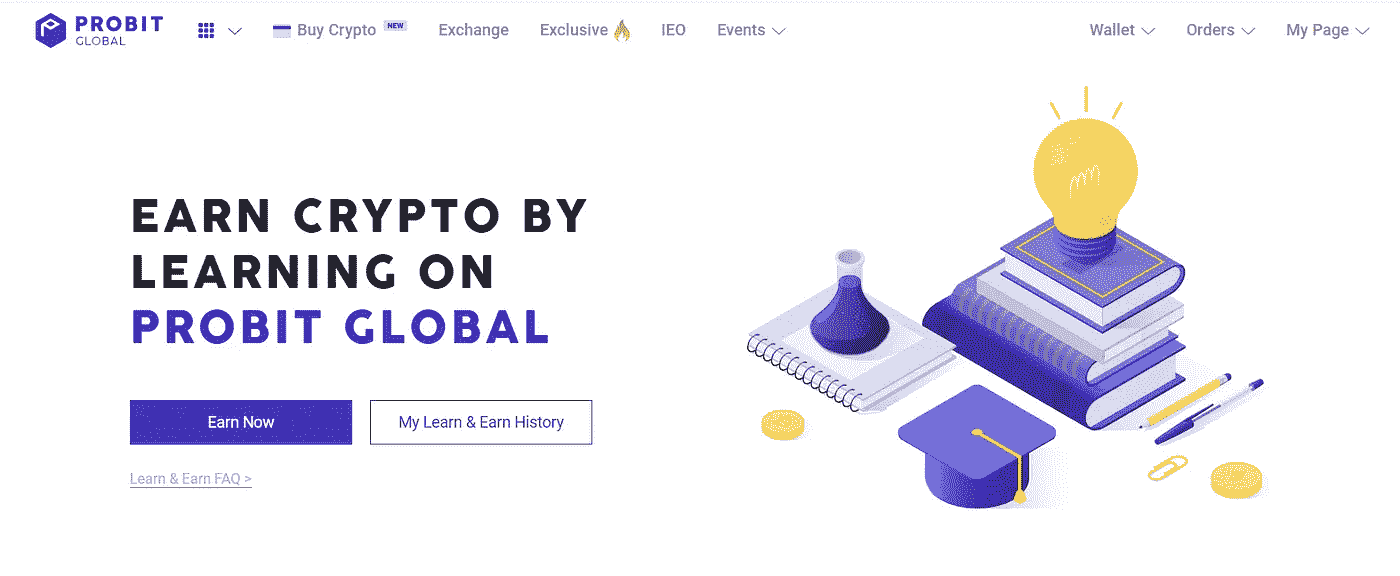 PROBIT
GLOBAL
Buy Crypto NEW
Exchange
Exclusive
IEO
Events
Wallet
Orders
My Page
EARN CRYPTO BY
LEARNING ON
PROBIT GLOBAL
Earn Now
My Learn & Earn History
Learn & Earn FAQ >